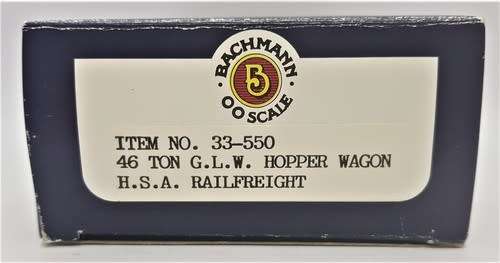 BACHMANN
B
OO SCALE
ITEM NO. 33-550
46 TON G.L.W. HOPPER WAGON
H.S.A. RAILFREIGHT